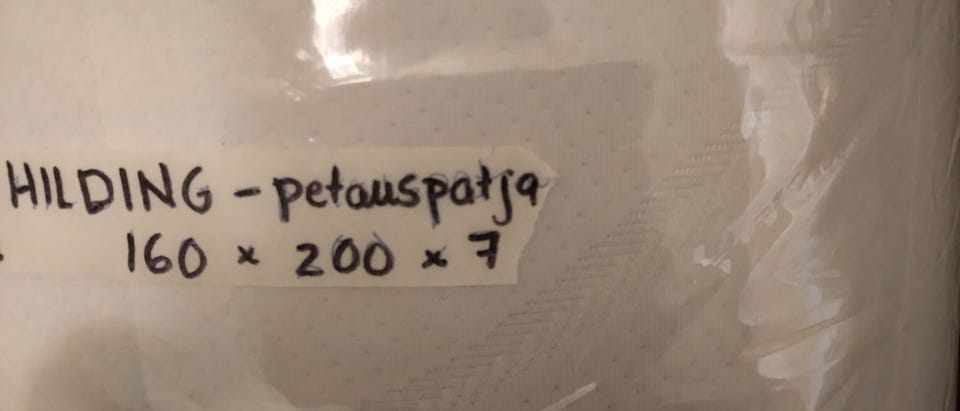 HILDING - petauspatja
160 x 200 x 7